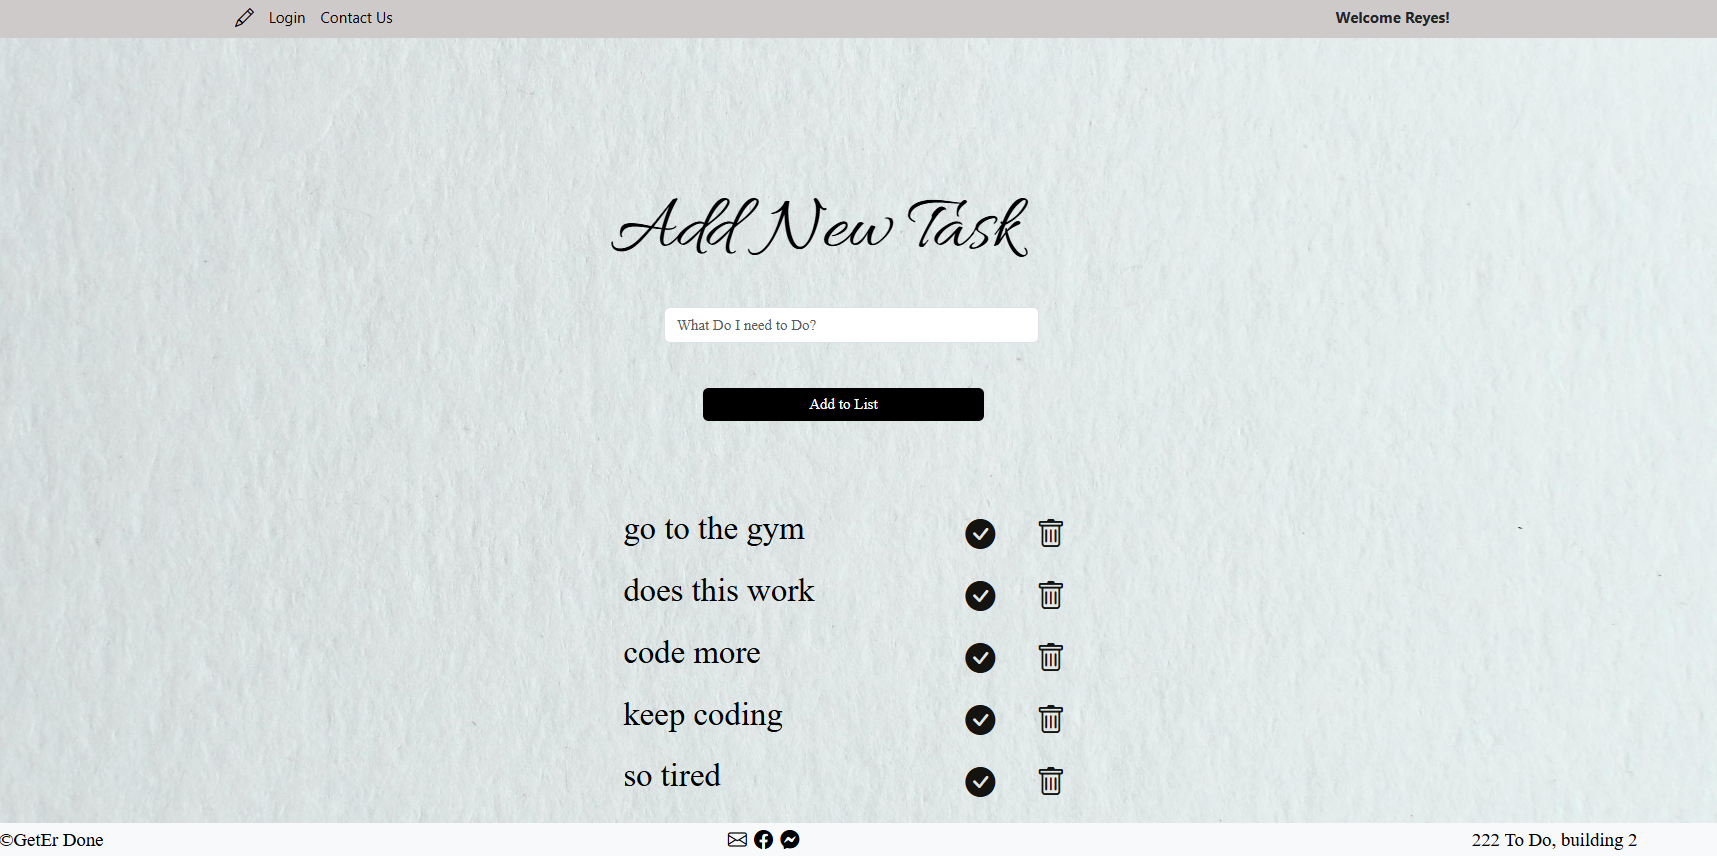 Login Contact Us Welcome Reyes!
Add New Task
What Do I need to Do?
Add to List
go to the gym
does this work
code more
keep coding
so tired
©GetEr Done 222 To Do, building 2